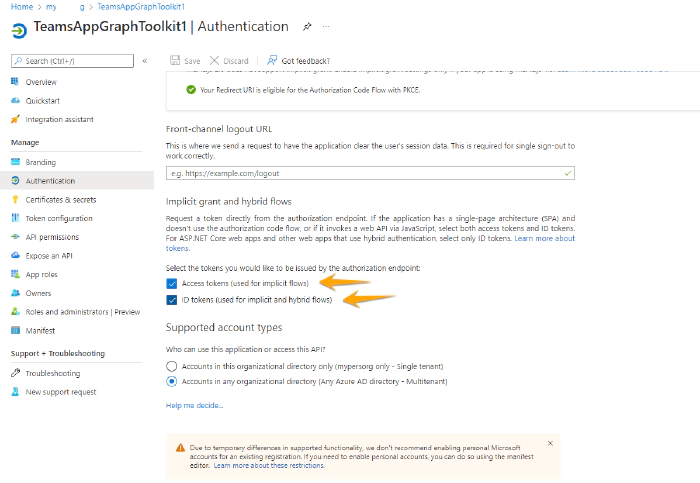 Home > my g > TeamsAppGraphToolkit1
TeamsAppGraphToolkit1 | Authentication
Search (Ctrl+/)
Save
Discard
Got feedback?
Overview
Quickstart
Integration assistant
Manage
Branding
Authentication
Certificates & secrets
Token configuration
API permissions
Expose an API
App roles
Owners
Roles and administrators | Preview
Manifest
Support + Troubleshooting
Troubleshooting
New support request
Your Redirect URI is eligible for the Authorization Code Flow with PKCE.
Front-channel logout URL
This is where we send a request to have the application clear the user's session data. This is required for single sign-out to
work correctly.
e.g. https://example.com/logout
Implicit grant and hybrid flows
Request a token directly from the authorization endpoint. If the application has a single-page architecture (SPA) and
doesn't use the authorization code flow, or if it invokes a web API via JavaScript, select both access tokens and ID tokens.
For ASP.NET Core web apps and other web apps that use hybrid authentication, select only ID tokens. Learn more about
tokens.
Select the tokens you would like to be issued by the authorization endpoint:
Access tokens (used for implicit flows)
ID tokens (used for implicit and hybrid flows)
Supported account types
Who can use this application or access this API?
Accounts in this organizational directory only (mypersorg only - Single tenant)
Accounts in any organizational directory (Any Azure AD directory - Multitenant)
Help me decide...
Due to temporary differences in supported functionality, we don't recommend enabling personal Microsoft
accounts for an existing registration. If you need to enable personal accounts, you can do so using the manifest
editor. Learn more about these restrictions.